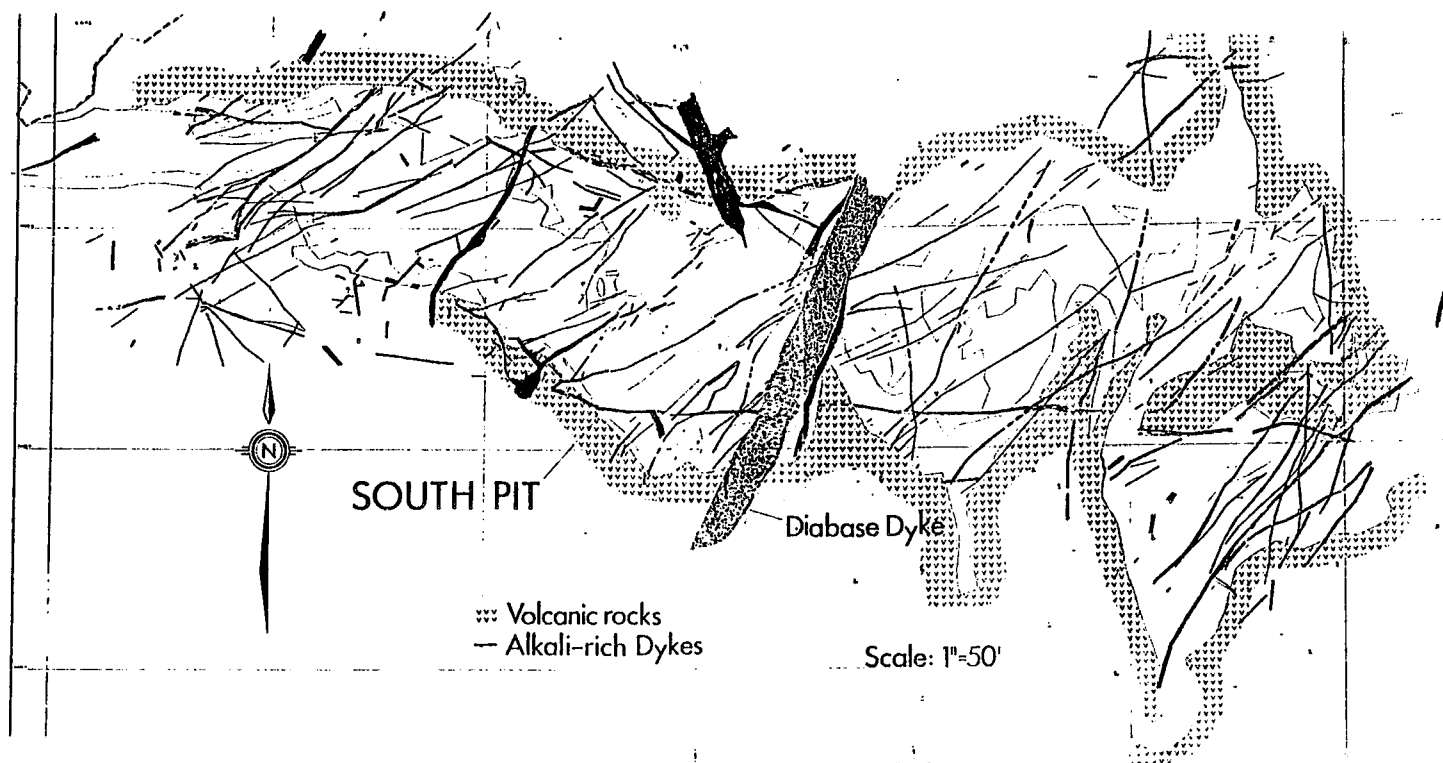 N
SOUTH PIT
Diabase Dyke
Volcanic rocks
Alkali-rich Dykes
Scale: 1"=50'